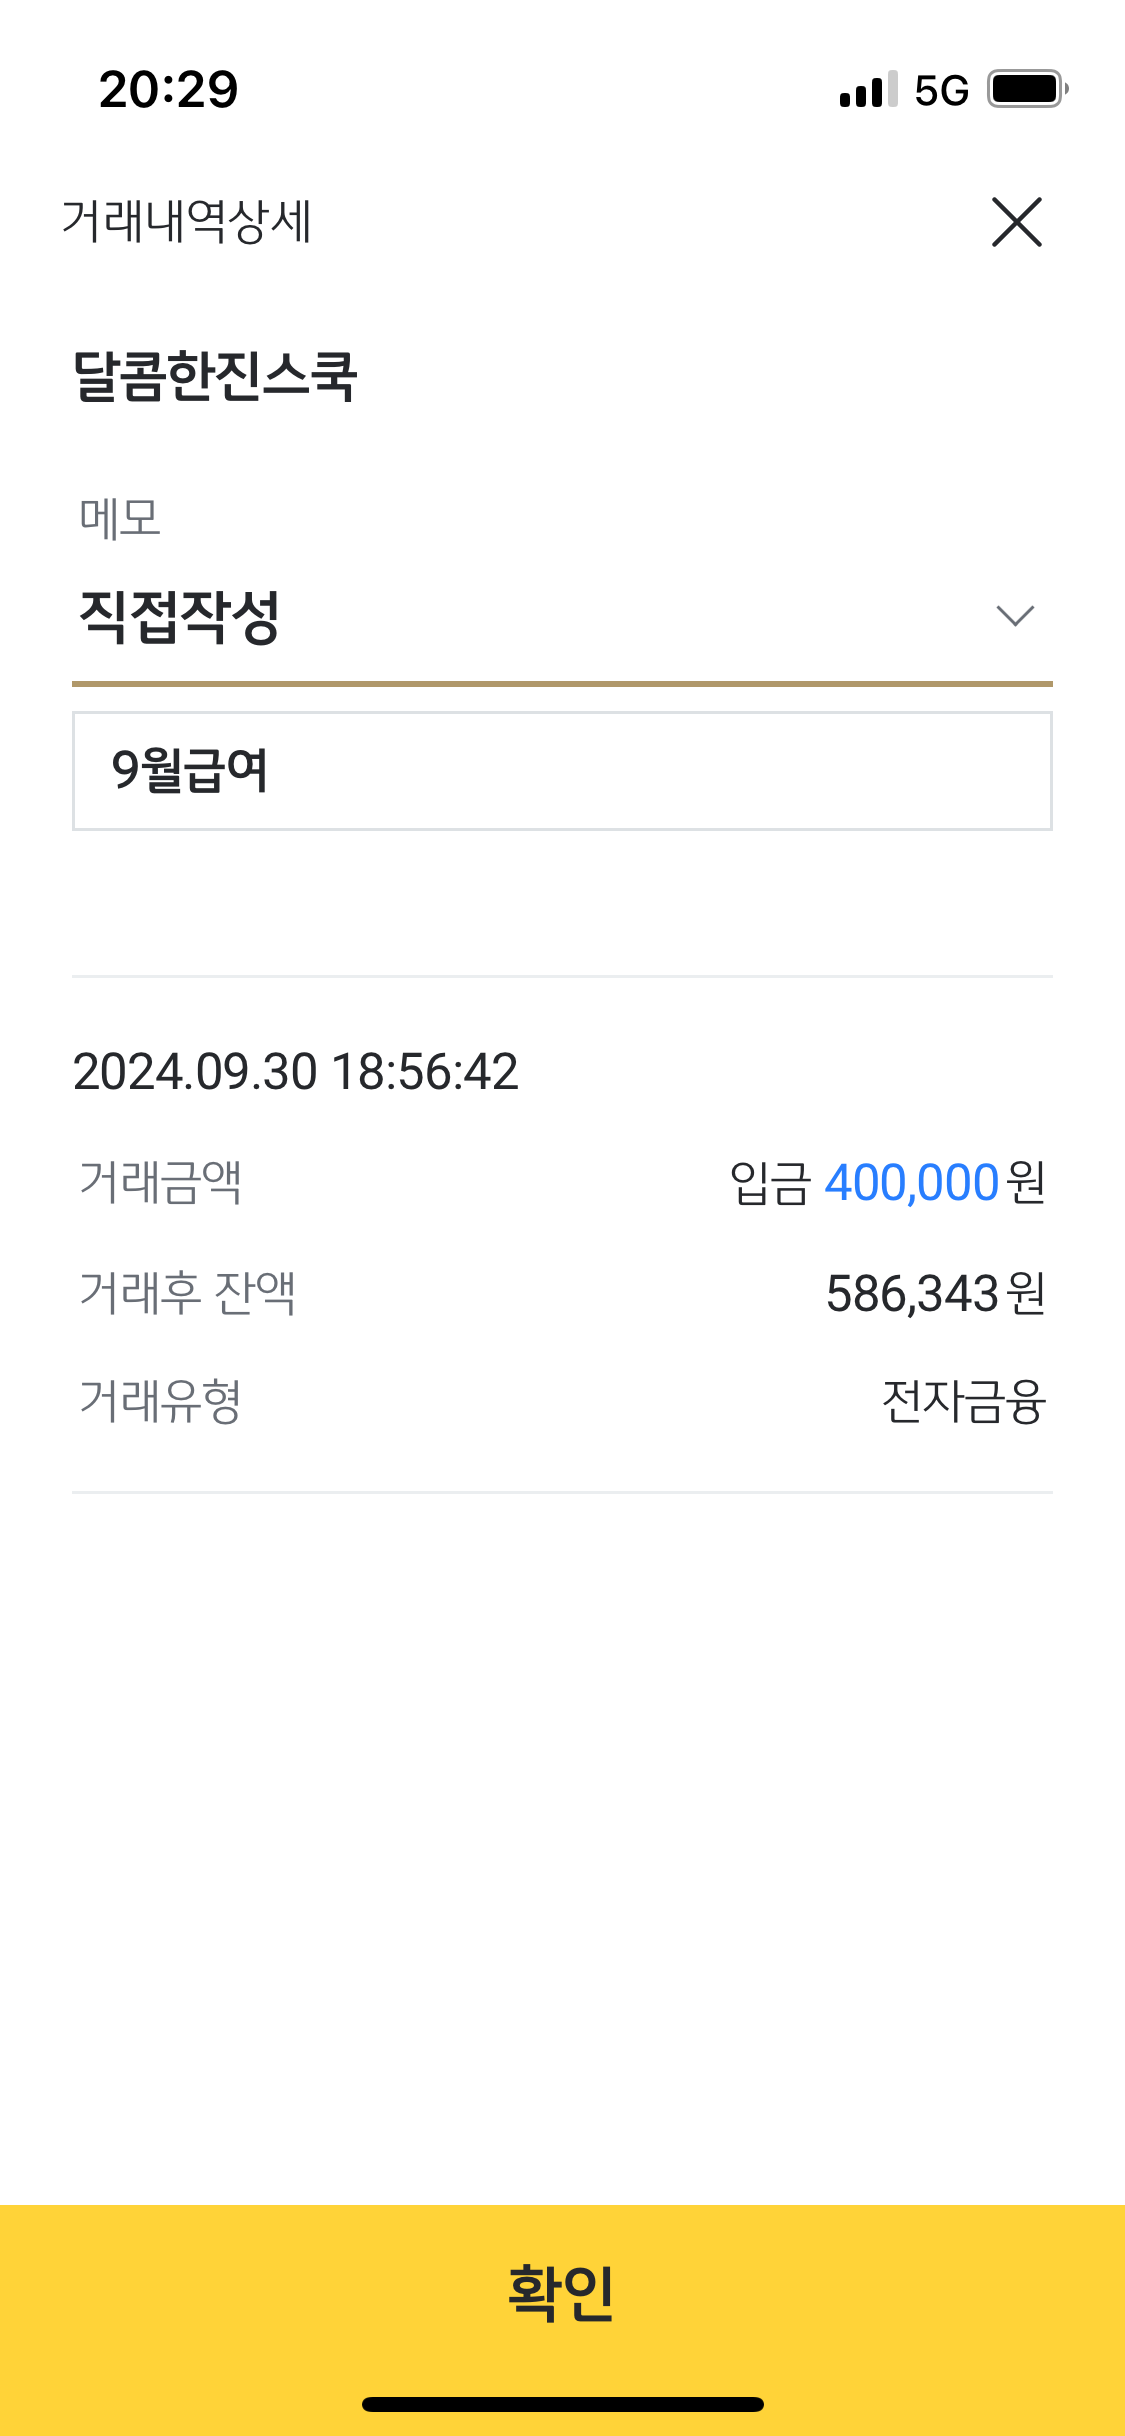 20:29 5G
거래내역상세
달콤한진스쿡
메모
직접작성
9월급여
2024.09.30 18:56:42
거래금액 입금 400,000 원
거래후 잔액 586,343 원
거래유형 전자금융
확인